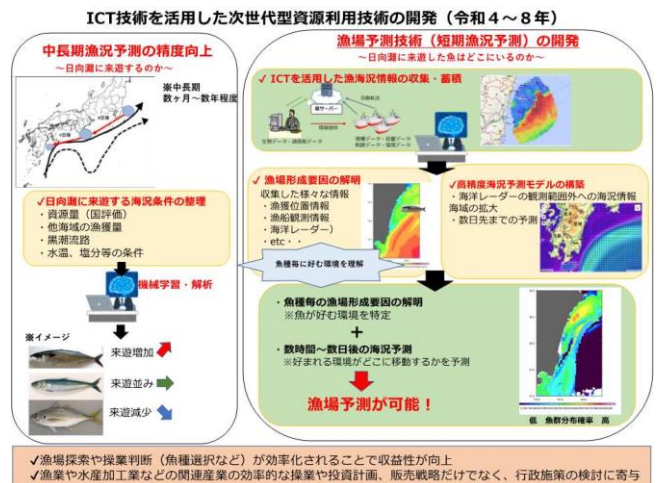 ICT技術を活用した次世代型資源利用技術の開発（令和４～８年）
中長期漁況予測の精度向上
～日向灘に来遊するのか～
※中長期
数ヶ月～数年程度
✓日向灘に来遊する海況条件の整理
・資源量（国評価）
・他海域の漁獲量
・黒潮流路
・水温、塩分等の条件
機械学習・解析
※イメージ
来遊増加
来遊並み
来遊減少
漁場予測技術（短期漁況予測）の開発
～日向灘に来遊した魚はどこにいるのか～
✓ ICTを活用した漁海況情報の収集・蓄積
✓ 漁場形成要因の解明
収集した様々な情報
・漁獲位置情報
・漁船観測情報
・海洋レーダー）
・etc・・
✓高精度海況予測モデルの構築
・海洋レーダーの観測範囲外への海況情報
海域の拡大
・数日先までの予測
魚種毎に好む環境を理解
・魚種毎の漁場形成要因の解明
※魚が好む環境を特定
＋
・数時間～数日後の海況予測
※好まれる環境がどこに移動するかを予測
漁場予測が可能！
低 魚群分布確率 高
✓漁場探索や操業判断（魚種選択など）が効率化されることで収益性が向上
✓漁業や水産加工業などの関連産業の効率的な操業や投資計画、販売戦略だけでなく、行政施策の検討に寄与